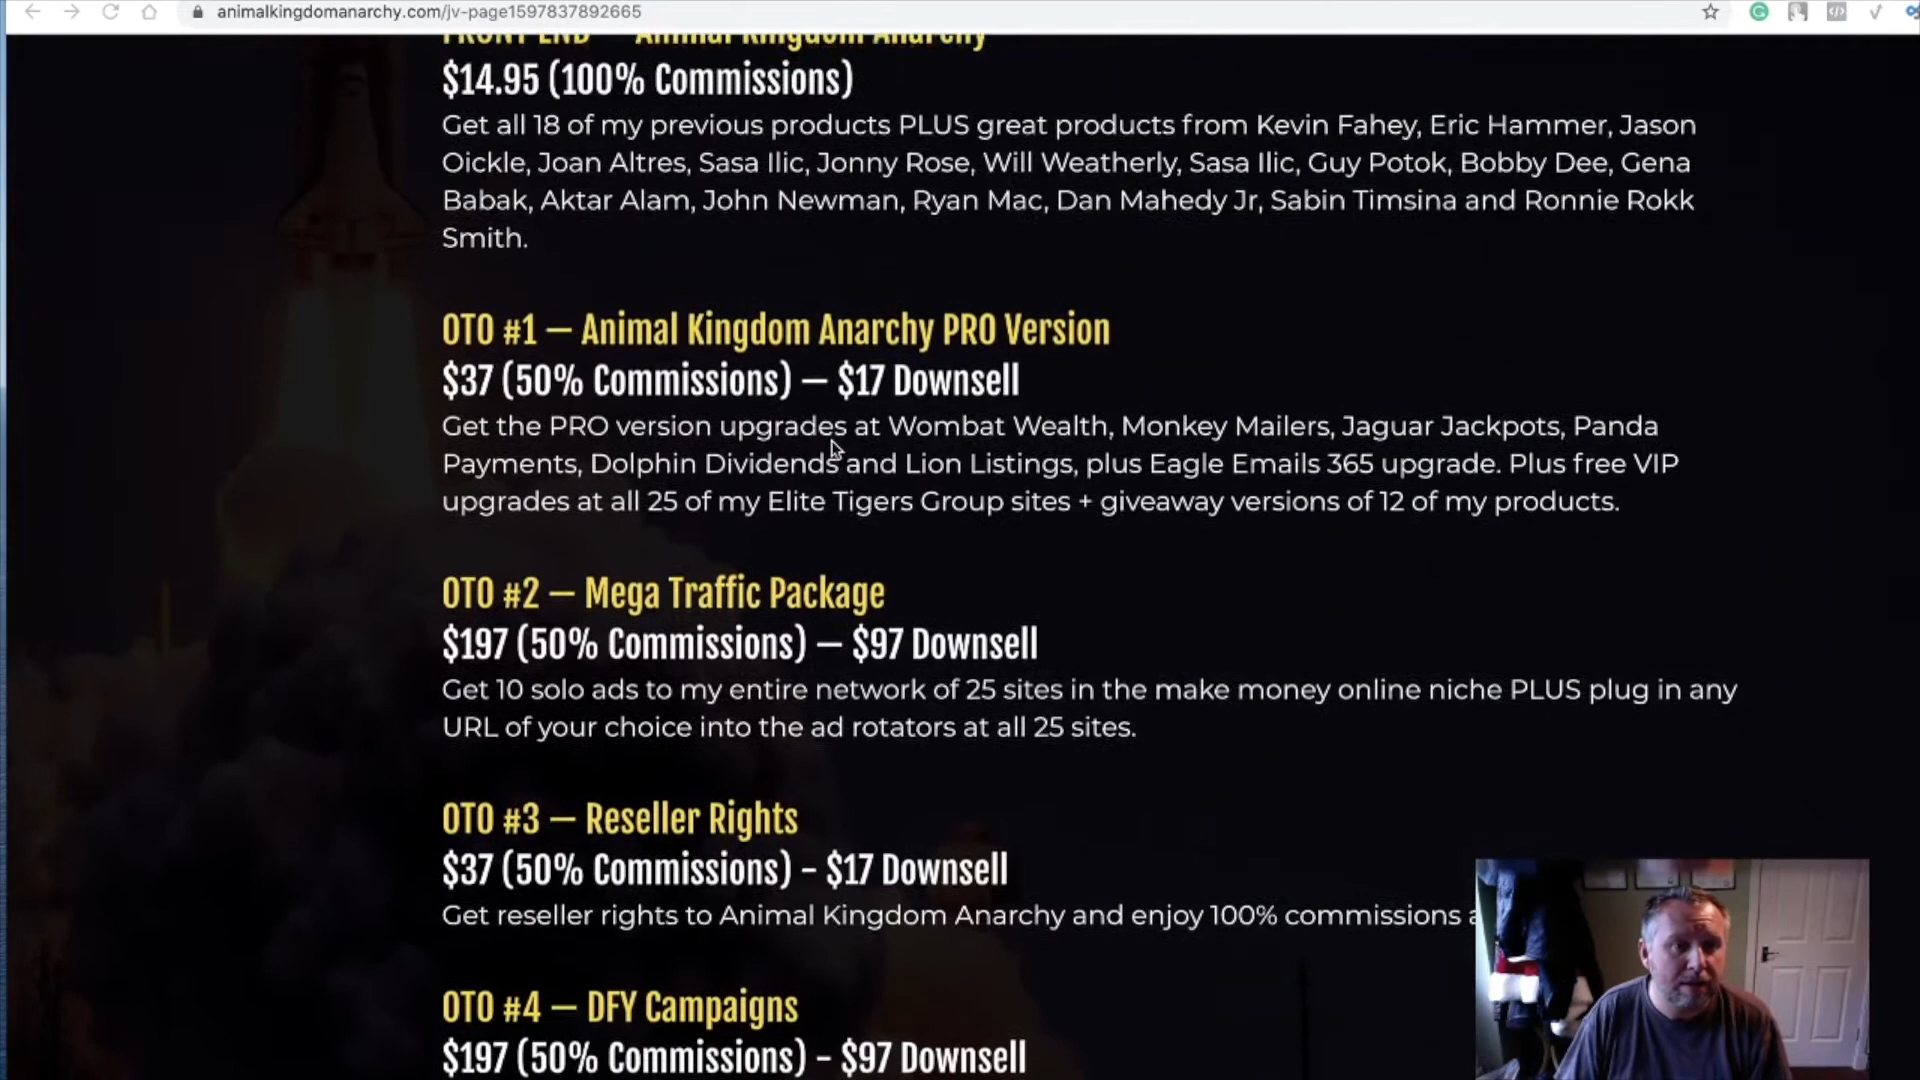 animalkingdomanarchy.com/jv-page1597837892665
FRONT END — Animal Kingdom Anarchy
$14.95 (100% Commissions)
Get all 18 of my previous products PLUS great products from Kevin Fahey, Eric Hammer, Jason
Oickle, Joan Altres, Sasa Ilic, Jonny Rose, Will Weatherly, Sasa Ilic, Guy Potok, Bobby Dee, Gena
Babak, Aktar Alam, John Newman, Ryan Mac, Dan Mahedy Jr, Sabin Timsina and Ronnie Rokk
Smith.
OTO #1 — Animal Kingdom Anarchy PRO Version
$37 (50% Commissions) — $17 Downsell
Get the PRO version upgrades at Wombat Wealth, Monkey Mailers, Jaguar Jackpots, Panda
Payments, Dolphin Dividends and Lion Listings, plus Eagle Emails 365 upgrade. Plus free VIP
upgrades at all 25 of my Elite Tigers Group sites + giveaway versions of 12 of my products.
OTO #2 — Mega Traffic Package
$197 (50% Commissions) — $97 Downsell
Get 10 solo ads to my entire network of 25 sites in the make money online niche PLUS plug in any
URL of your choice into the ad rotators at all 25 sites.
OTO #3 — Reseller Rights
$37 (50% Commissions) - $17 Downsell
Get reseller rights to Animal Kingdom Anarchy and enjoy 100% commissions
OTO #4 — DFY Campaigns
$197 (50% Commissions) - $97 Downsell